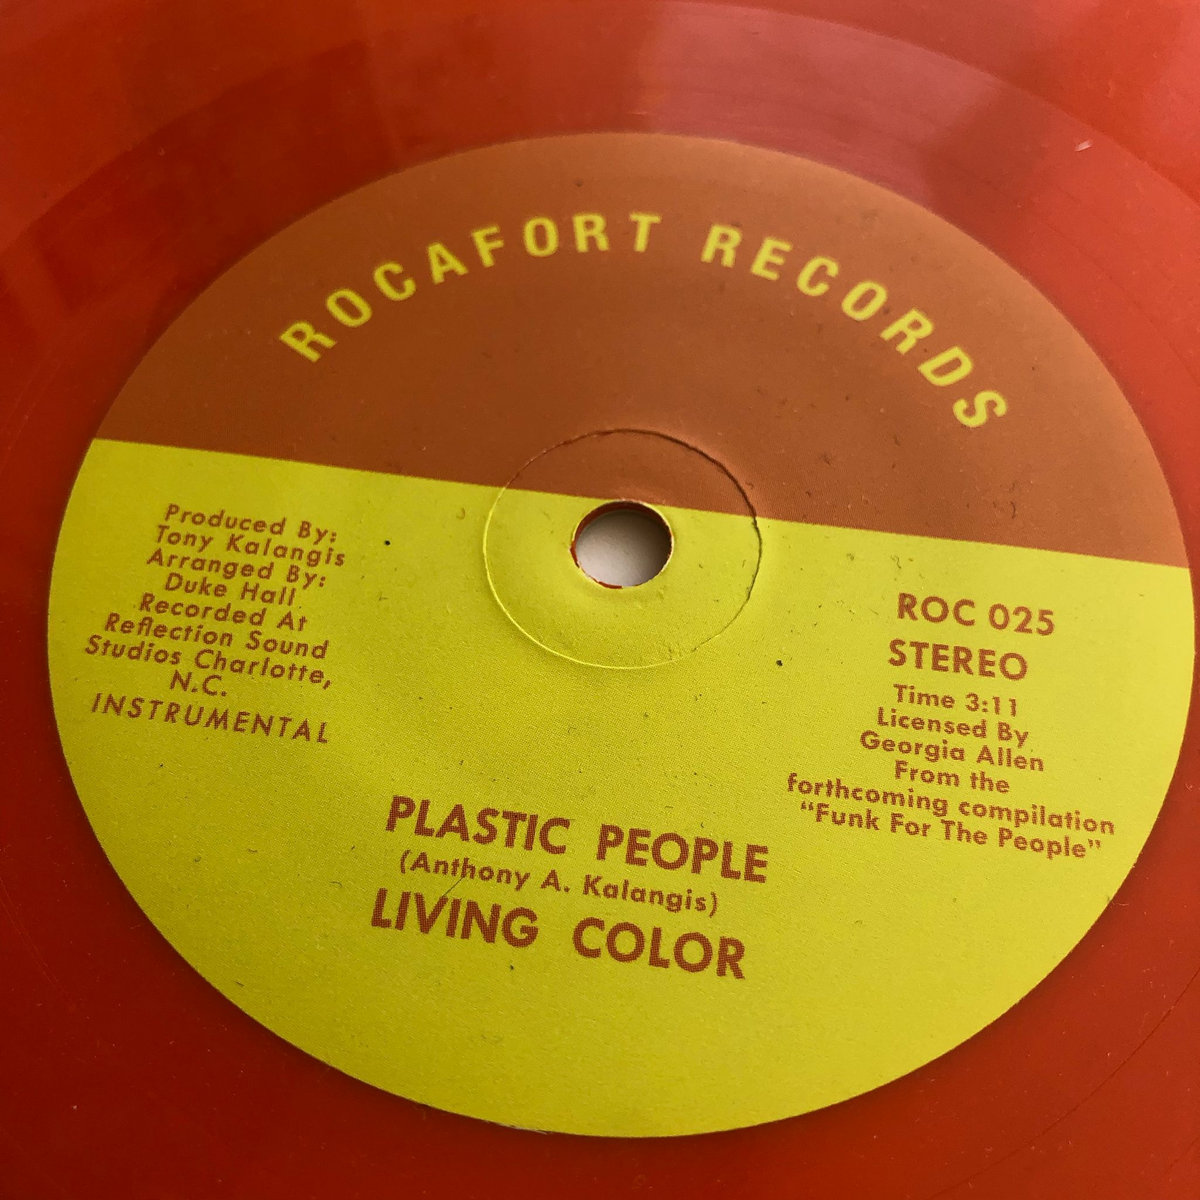 ROCAFORT RECORDS
Produced By:
Tony Kalangis
Arranged By:
Duke Hall
Recorded At
Reflection Sound
Studios Charlotte,
N.C.
INSTRUMENTAL
ROC 025
STEREO
Time 3:11
Licensed By
Georgia Allen
From the
forthcoming compilation
“Funk For The People”
PLASTIC PEOPLE
(Anthony A. Kalangis)
LIVING COLOR